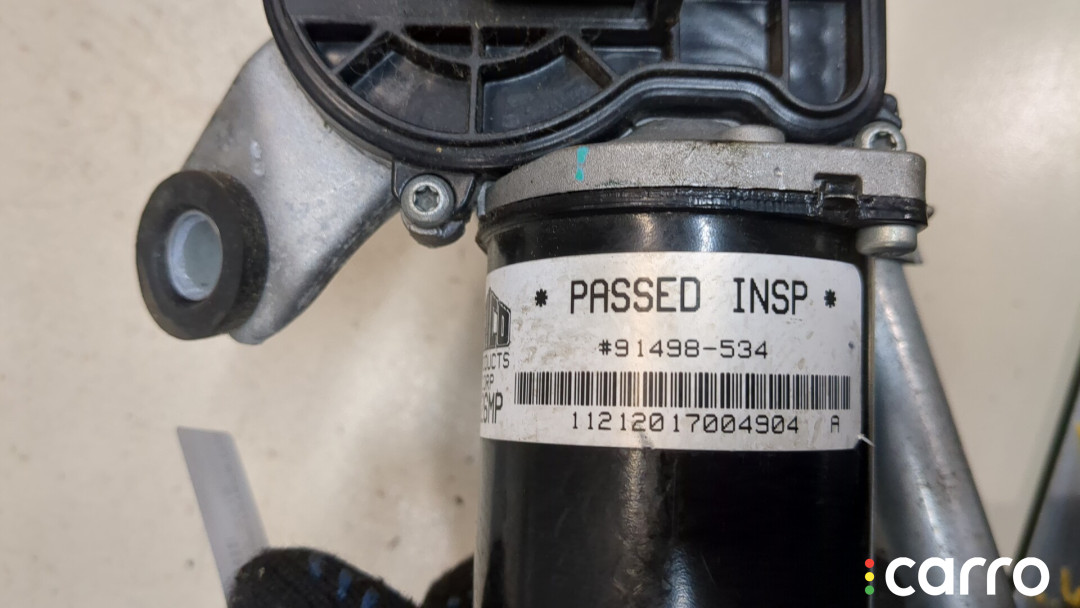 * PASSED INSP *
#91498-534
11212017004904 A
carro